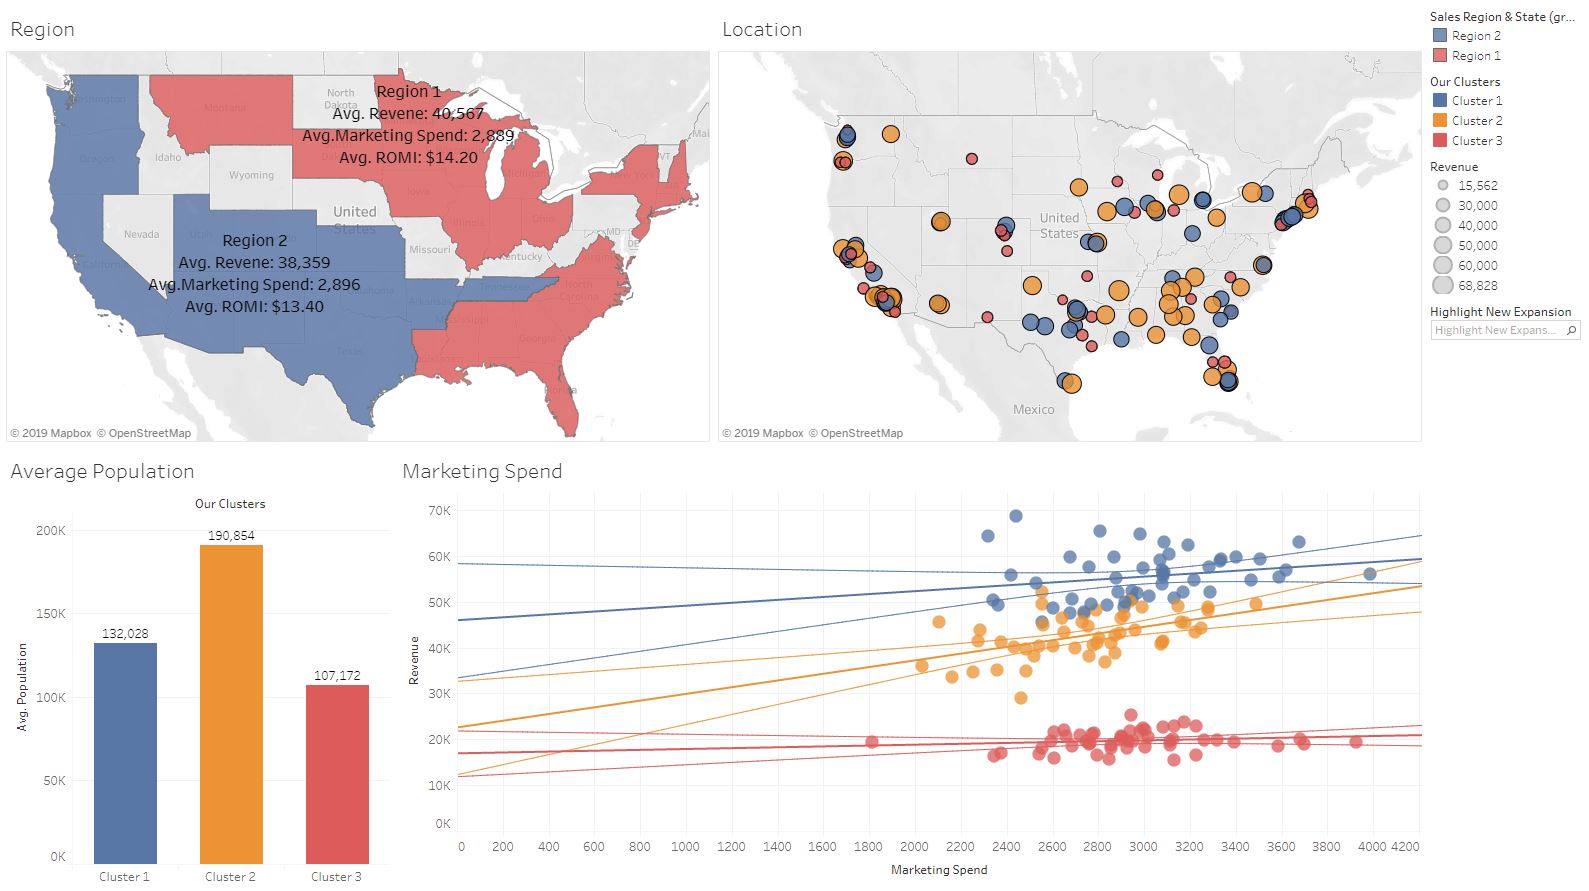 Region
Washington
Montana
North
Dakota
Oregon
Idaho
Wyoming
Michigan
VT
New York
Mai
Iowa
Nevada
Utah
United
States
Illinois
Ohio
MD
DE
California
Missouri
Kentucky
Virginia
Oklahoma
Tennessee
North
Carolina
Arkansas
Mississippi
Georgia
Texas
Louisiana
Florida
Region 1
Avg. Revene: 40,567
Avg.Marketing Spend: 2,889
Avg. ROMI: $14.20
Region 2
Avg. Revene: 38,359
Avg.Marketing Spend: 2,896
Avg. ROMI: $13.40
© 2019 Mapbox © OpenStreetMap
Location
United
States
Mexico
© 2019 Mapbox © OpenStreetMap
Sales Region & State (gr...
Region 2
Region 1
Our Clusters
Cluster 1
Cluster 2
Cluster 3
Revenue
15,562
30,000
40,000
50,000
60,000
68,828
Highlight New Expansion
Highlight New Expans...
Average Population
Our Clusters
Avg. Population
200K
150K
100K
50K
0K
132,028
190,854
107,172
Cluster 1
Cluster 2
Cluster 3
Marketing Spend
Revenue
70K
60K
50K
40K
30K
20K
10K
0K
0 200 400 600 800 1000 1200 1400 1600 1800 2000 2200 2400 2600 2800 3000 3200 3400 3600 3800 4000 4200
Marketing Spend